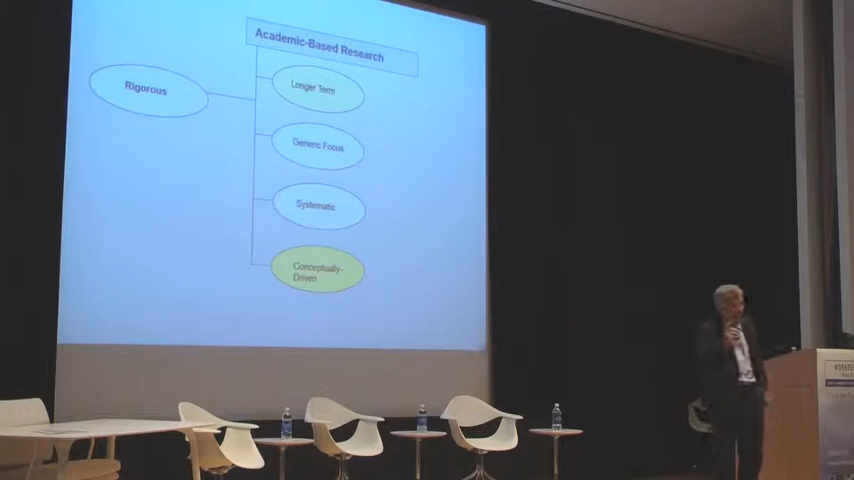 Academic-Based Research
Rigorous
Longer Term
Generic Focus
Systematic
Conceptually-
Driven